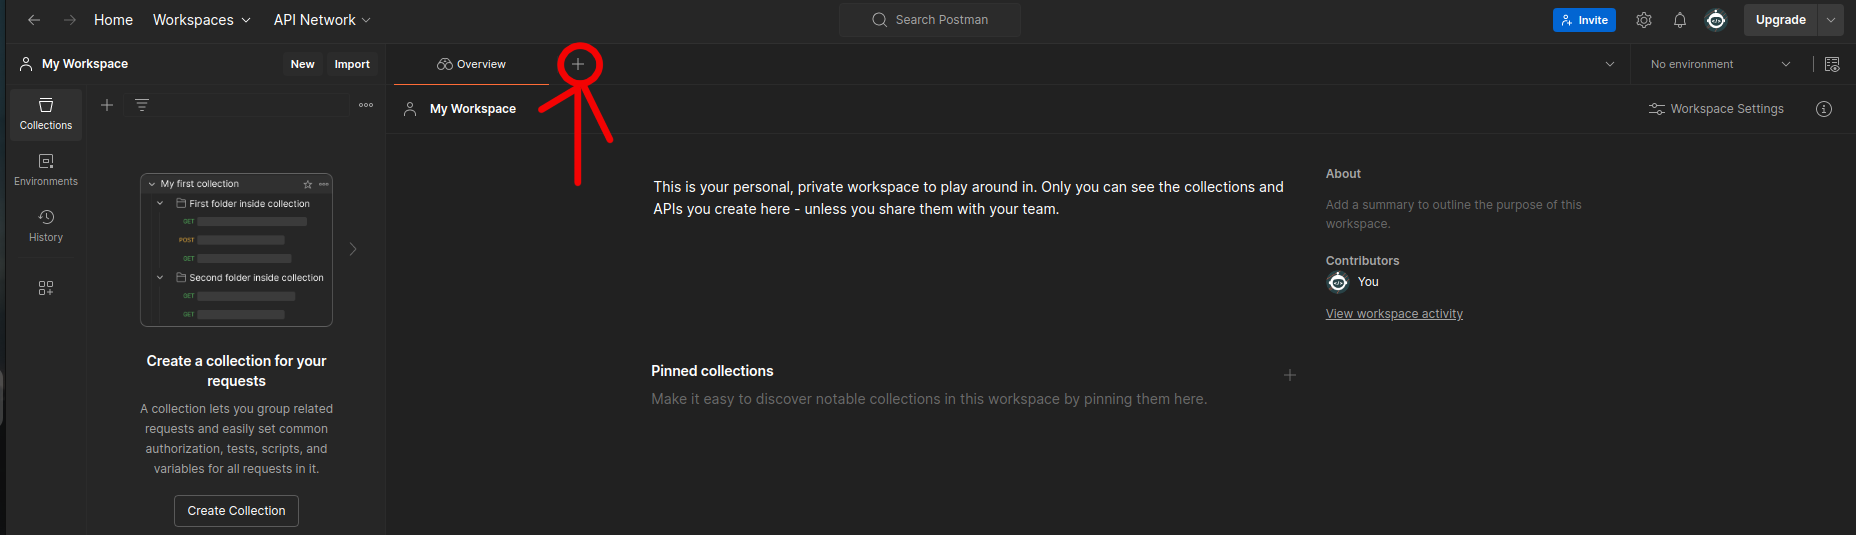 Home Workspaces API Network Search Postman Invite Upgrade
My Workspace New Import Overview No environment
Collections
Environments
History
My first collection
First folder inside collection
GET
POST
GET
Second folder inside collection
GET
GET
Create a collection for your
requests
A collection lets you group related
requests and easily set common
authorization, tests, scripts, and
variables for all requests in it.
Create Collection
My Workspace Workspace Settings
This is your personal, private workspace to play around in. Only you can see the collections and
APIs you create here - unless you share them with your team.
Pinned collections
Make it easy to discover notable collections in this workspace by pinning them here.
About
Add a summary to outline the purpose of this
workspace.
Contributors
You
View workspace activity